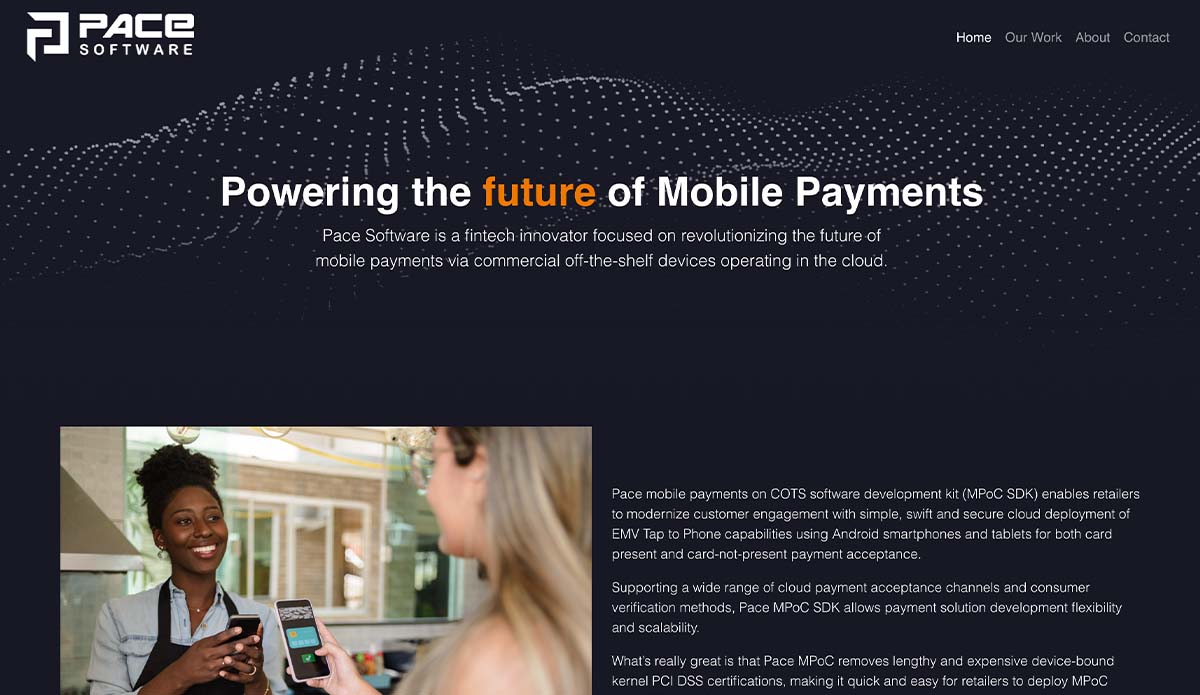 PACE
SOFTWARE
Home Our Work About Contact
Powering the future of Mobile Payments
Pace Software is a fintech innovator focused on revolutionizing the future of
mobile payments via commercial off-the-shelf devices operating in the cloud.
Pace mobile payments on COTS software development kit (MPoC SDK) enables retailers
to modernize customer engagement with simple, swift and secure cloud deployment of
EMV Tap to Phone capabilities using Android smartphones and tablets for both card
present and card-not-present payment acceptance.
Supporting a wide range of cloud payment acceptance channels and consumer
verification methods, Pace MPoC SDK allows payment solution development flexibility
and scalability.
What's really great is that Pace MPoC removes lengthy and expensive device-bound
kernel PCI DSS certifications, making it quick and easy for retailers to deploy MPoC